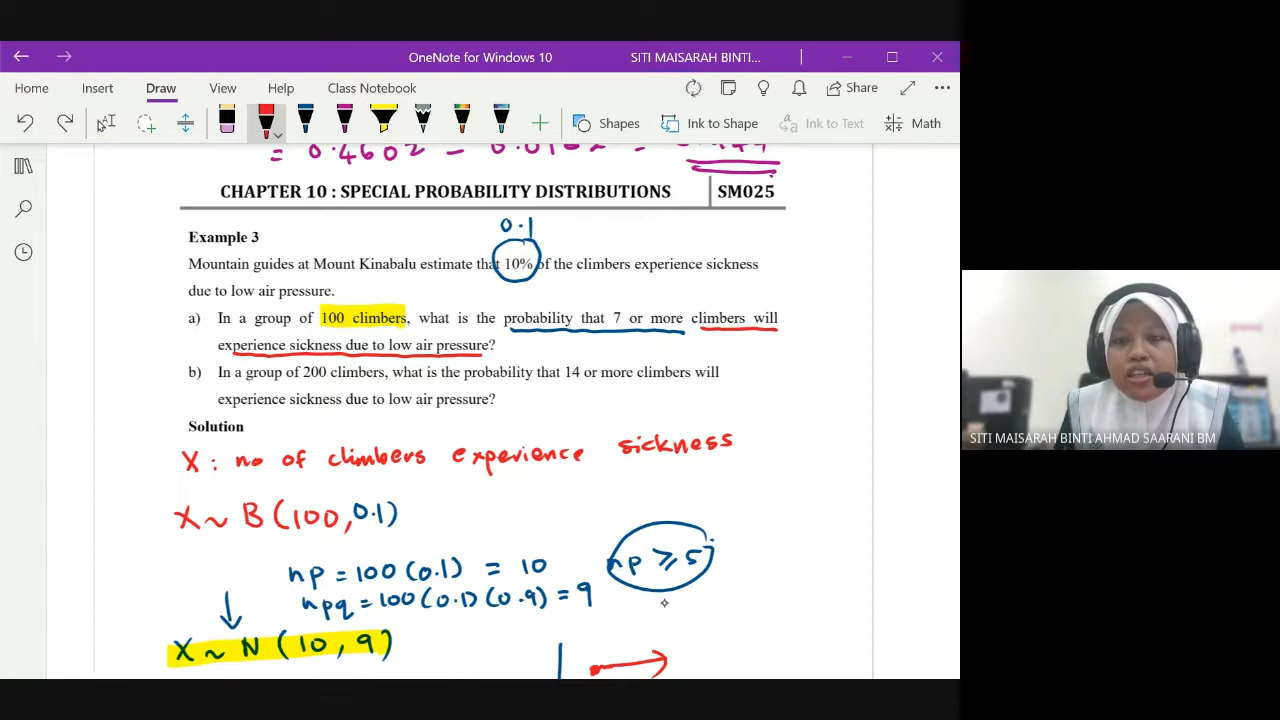 OneNote for Windows 10 SITI MAISARAH BINTI...
Home Insert Draw View Help Class Notebook Share
Shapes Ink to Shape Ink to Text Math
= 0.4602 -
CHAPTER 10 : SPECIAL PROBABILITY DISTRIBUTIONS SM025
0.1
Example 3
Mountain guides at Mount Kinabalu estimate that 10% of the climbers experience sickness
due to low air pressure.
a) In a group of 100 climbers, what is the probability that 7 or more climbers will
experience sickness due to low air pressure?
b) In a group of 200 climbers, what is the probability that 14 or more climbers will
experience sickness due to low air pressure?
Solution
X : no of climbers experience sickness
X ~ B (100, 0.1)
np = 100 (0.1) = 10 np ≥ 5
npq = 100 (0.1) (0.9) = 9
X ~ N (10, 9)
SITI MAISARAH BINTI AHMAD SAARANI BM